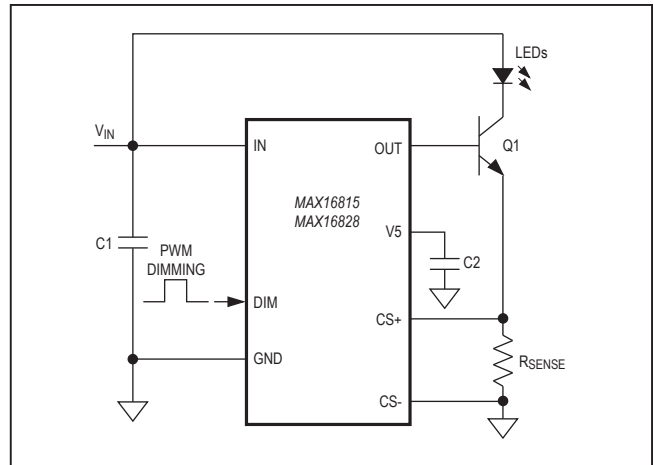 LEDs
VIN
IN
OUT
Q1
MAX16815
MAX16828
V5
C1
PWM
DIMMING
C2
DIM
CS+
GND
RSENSE
CS-